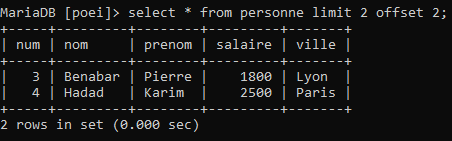 MariaDB [poei]> select * from personne limit 2 offset 2;
+-----+---------+--------+---------+-------+
| num | nom     | prenom | salaire | ville |
+-----+---------+--------+---------+-------+
|   3 | Benabar | Pierre |    1800 | Lyon  |
|   4 | Hadad   | Karim  |    2500 | Paris |
+-----+---------+--------+---------+-------+
2 rows in set (0.000 sec)